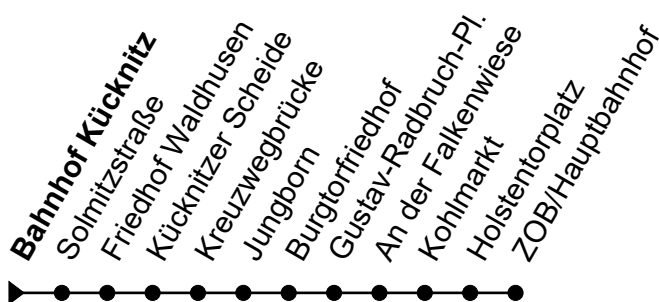 Bahnhof Kücknitz
Solmitzstraße
Friedhof Waldhusen
Kücknitzer Scheide
Kreuzwegbrücke
Jungborn
Burgtorfriedhof
Gustav-Radbruch-Pl.
An der Falkenwiese
Kohlmarkt
Holstentorplatz
ZOB/Hauptbahnhof